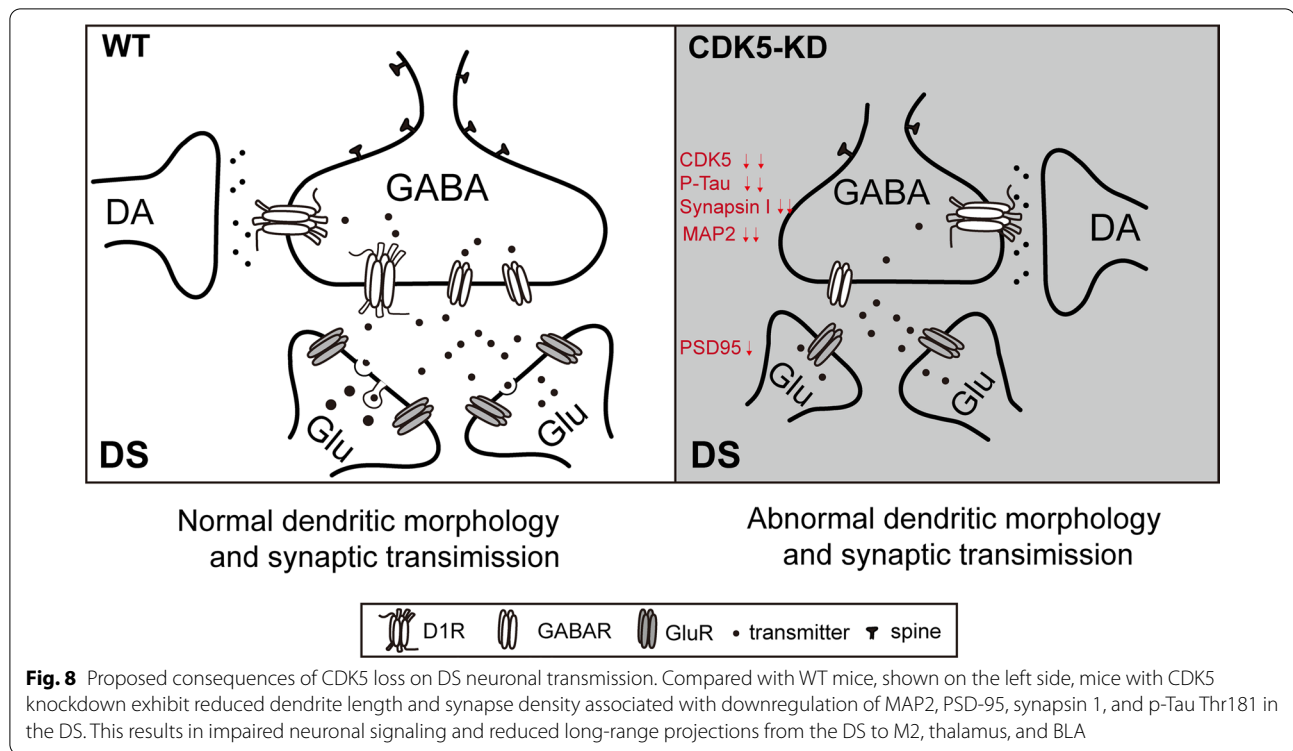 WT
DA
GABA
Glu
Glu
DS
Normal dendritic morphology
and synaptic transimission
CDK5-KD
CDK5 ↓↓
P-Tau ↓↓
Synapsin I ↓↓
MAP2 ↓↓
GABA
DA
PSD95 ↓
Glu
Glu
DS
Abnormal dendritic morphology
and synaptic transimission
D1R GABAR GluR transmitter spine
Fig. 8 Proposed consequences of CDK5 loss on DS neuronal transmission. Compared with WT mice, shown on the left side, mice with CDK5
knockdown exhibit reduced dendrite length and synapse density associated with downregulation of MAP2, PSD-95, synapsin 1, and p-Tau Thr181 in
the DS. This results in impaired neuronal signaling and reduced long-range projections from the DS to M2, thalamus, and BLA